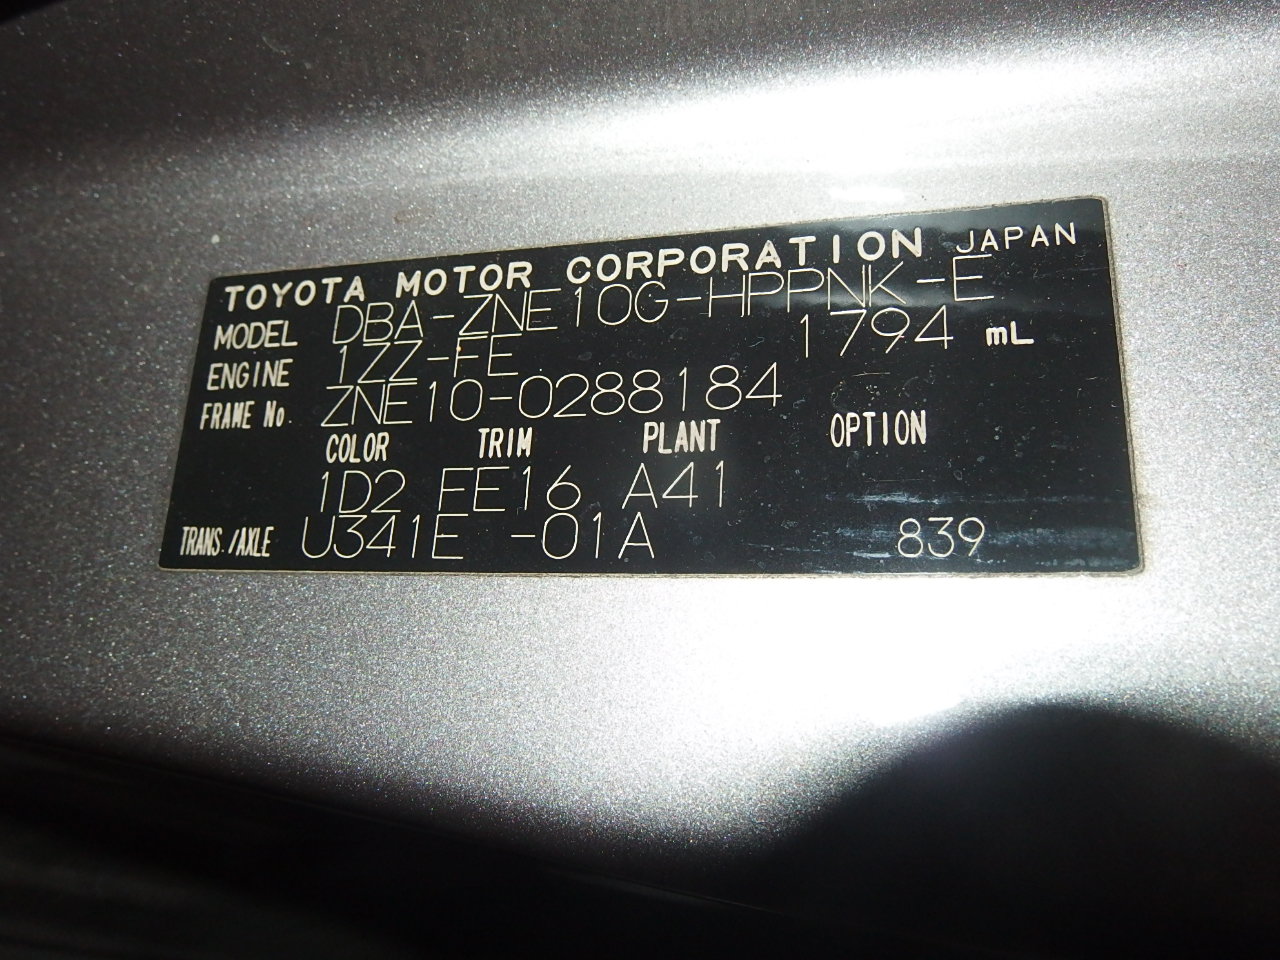 TOYOTA MOTOR CORPORATION JAPAN
MODEL DBA-ZNE10G-HPPNK-E
ENGINE 1ZZ-FE 1794 mL
FRAME No. ZNE10-0288184
COLOR TRIM PLANT OPTION
1D2 FE16 A41
TRANS./AXLE U341E -01A 839